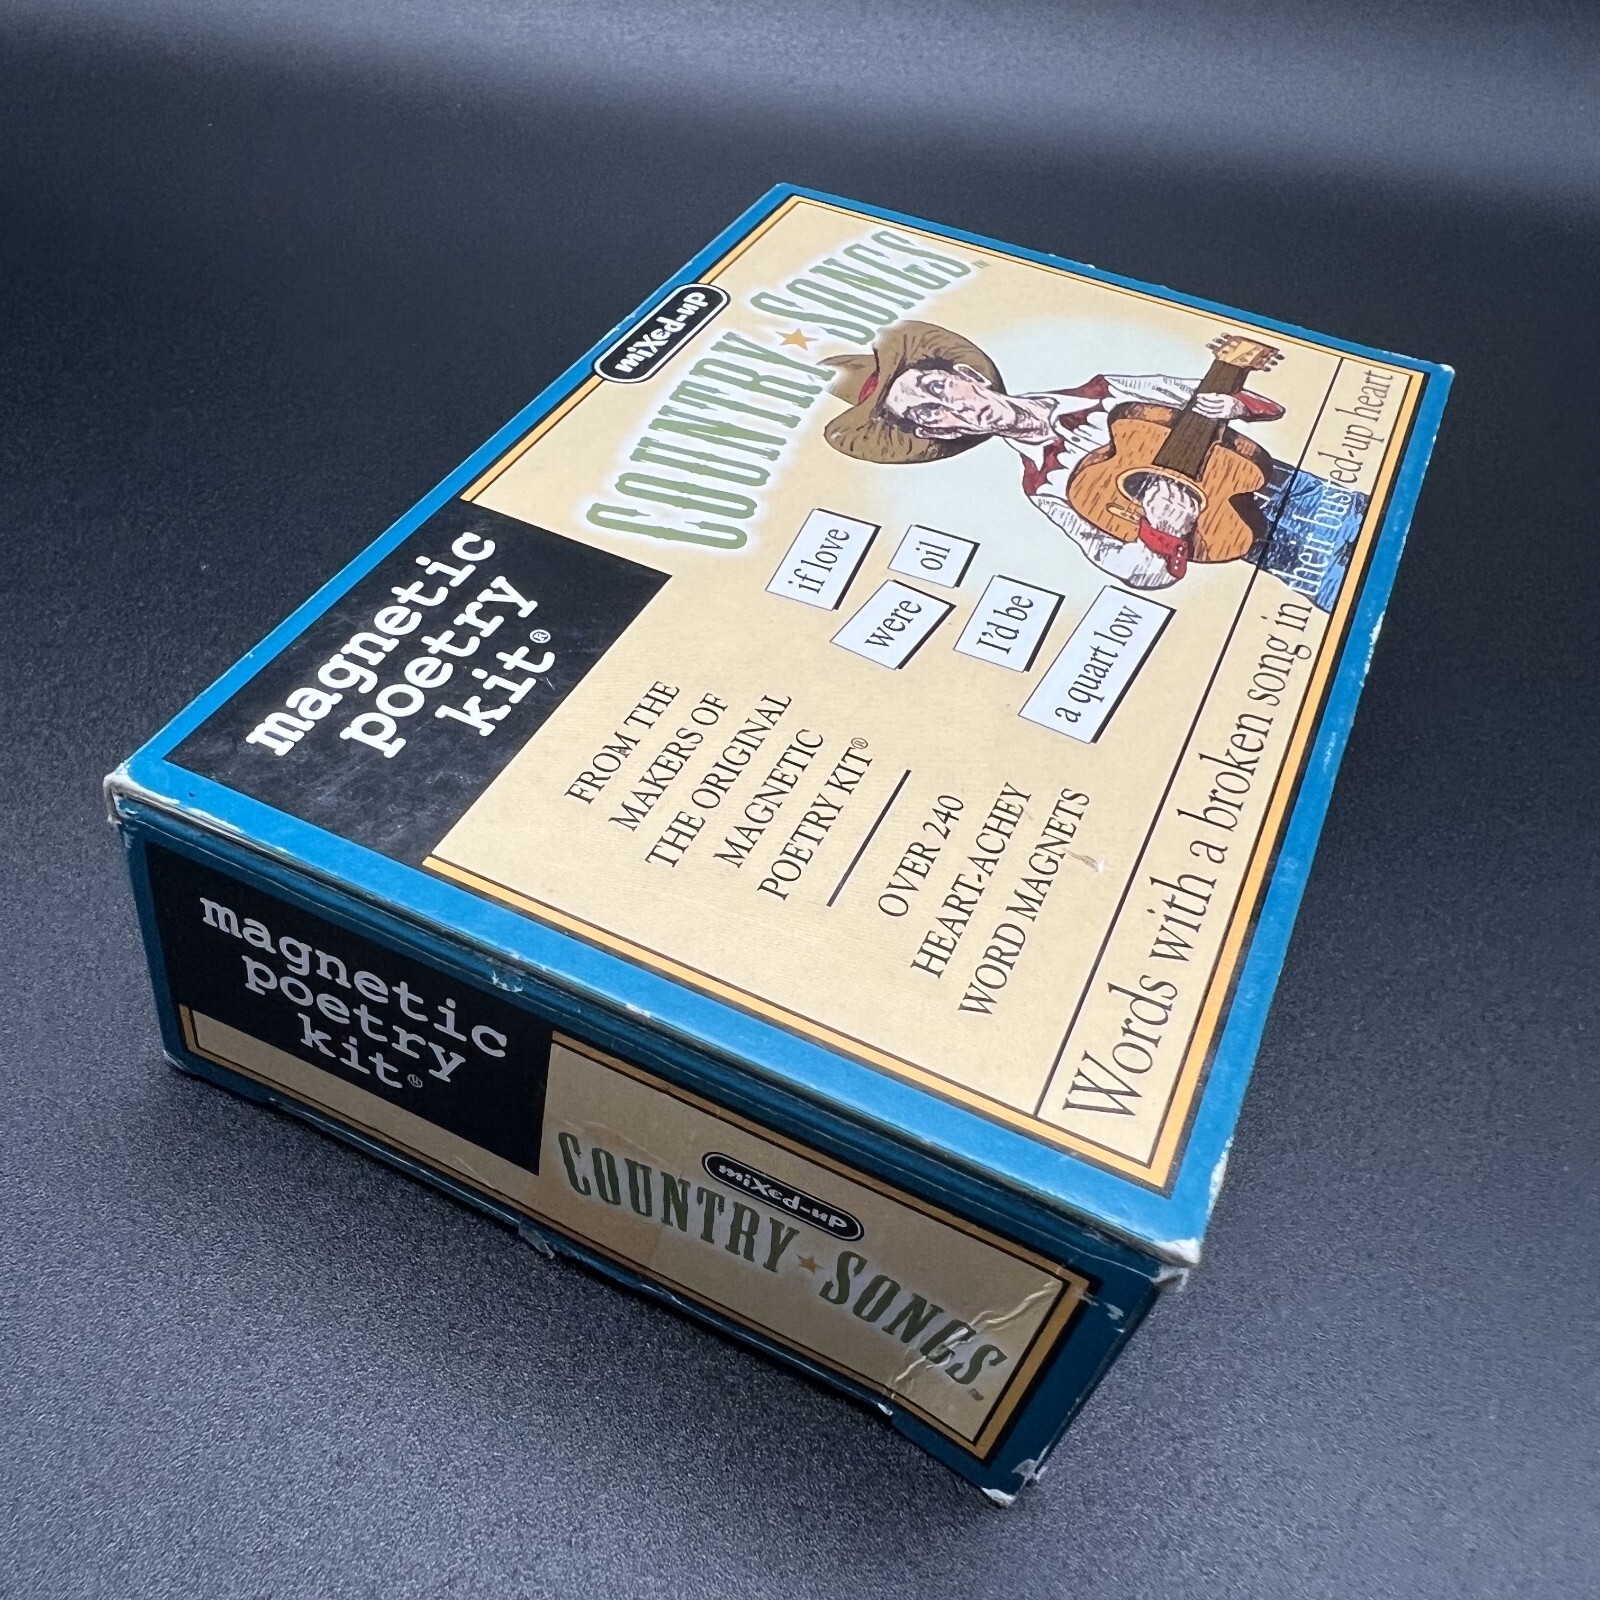 mixed-up
COUNTRY★SONGS™
magnetic
poetry
kit®
if love
were
oil
I'd be
a quart low
FROM THE
MAKERS OF
THE ORIGINAL
MAGNETIC
POETRY KIT®
OVER 240
HEART-ACHEY
WORD MAGNETS
Words with a broken song in their busted-up heart
magnetic
poetry
kit®
mixed-up
COUNTRY★SONGS™